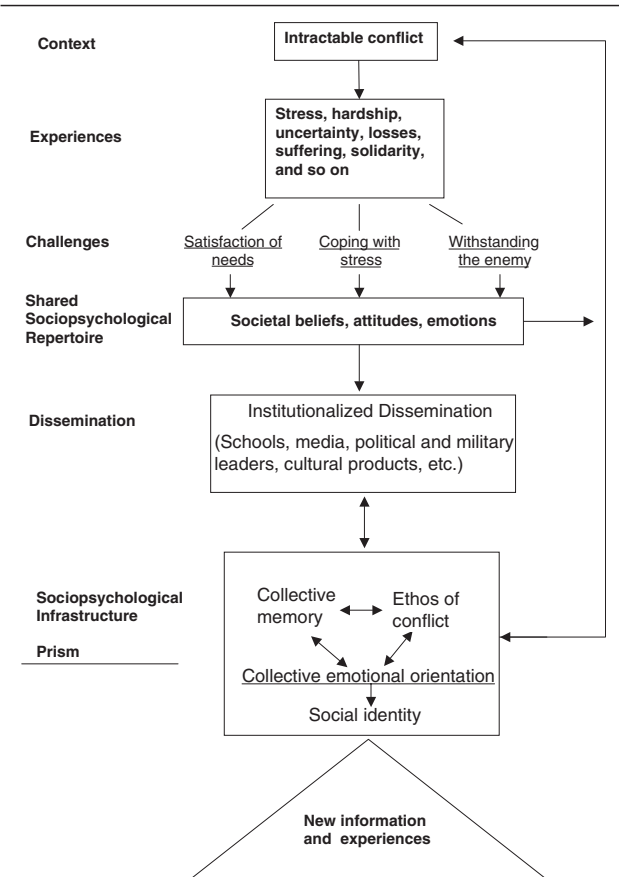 Context
Intractable conflict
Experiences
Stress, hardship,
uncertainty, losses,
suffering, solidarity,
and so on
Challenges
Satisfaction of
needs
Coping with
stress
Withstanding
the enemy
Shared
Sociopsychological
Repertoire
Societal beliefs, attitudes, emotions
Dissemination
Institutionalized Dissemination
(Schools, media, political and military
leaders, cultural products, etc.)
Sociopsychological
Infrastructure
Prism
Collective
memory
Ethos of
conflict
Collective emotional orientation
Social identity
New information
and experiences